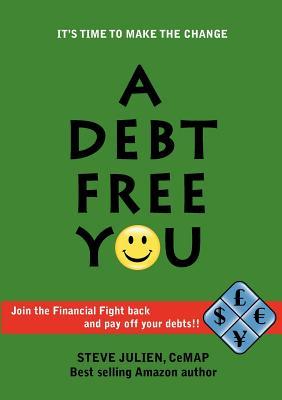 IT'S TIME TO MAKE THE CHANGE
A
DEBT
FREE
YOU
Join the Financial Fight back
and pay off your debts!!
£
$ €
¥
STEVE JULIEN, CeMAP
Best selling Amazon author